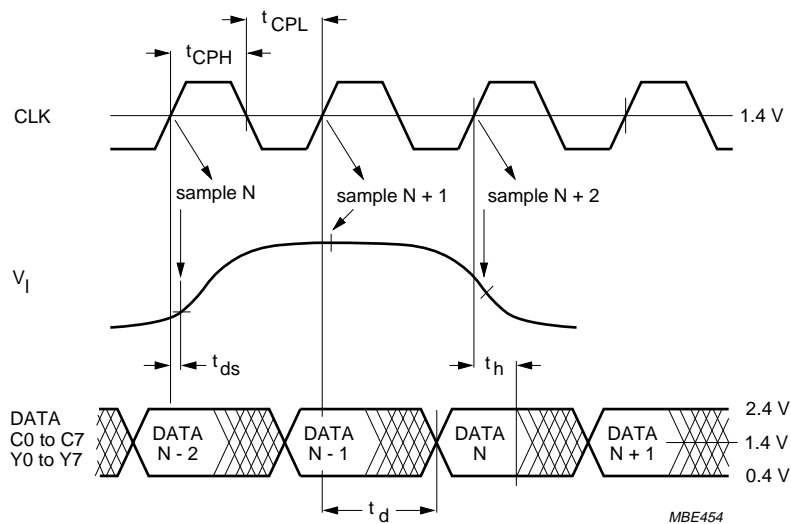 t CPL
t CPH
CLK
1.4 V
sample N
sample N + 1
sample N + 2
V I
t ds
t h
DATA
C0 to C7
Y0 to Y7
DATA
N - 2
DATA
N - 1
DATA
N
DATA
N + 1
2.4 V
1.4 V
0.4 V
t d
MBE454